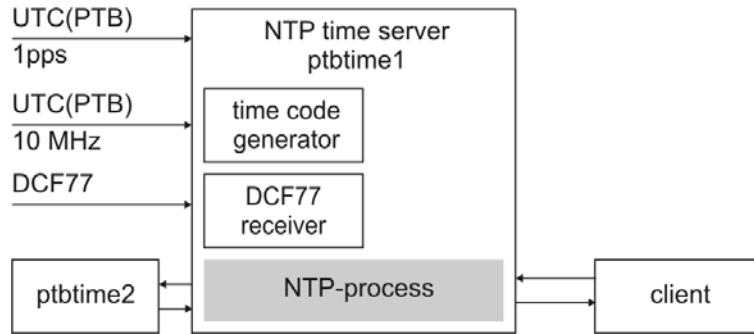 UTC(PTB)
1pps
UTC(PTB)
10 MHz
DCF77
NTP time server
ptbtime1
time code
generator
DCF77
receiver
NTP-process
ptbtime2
client